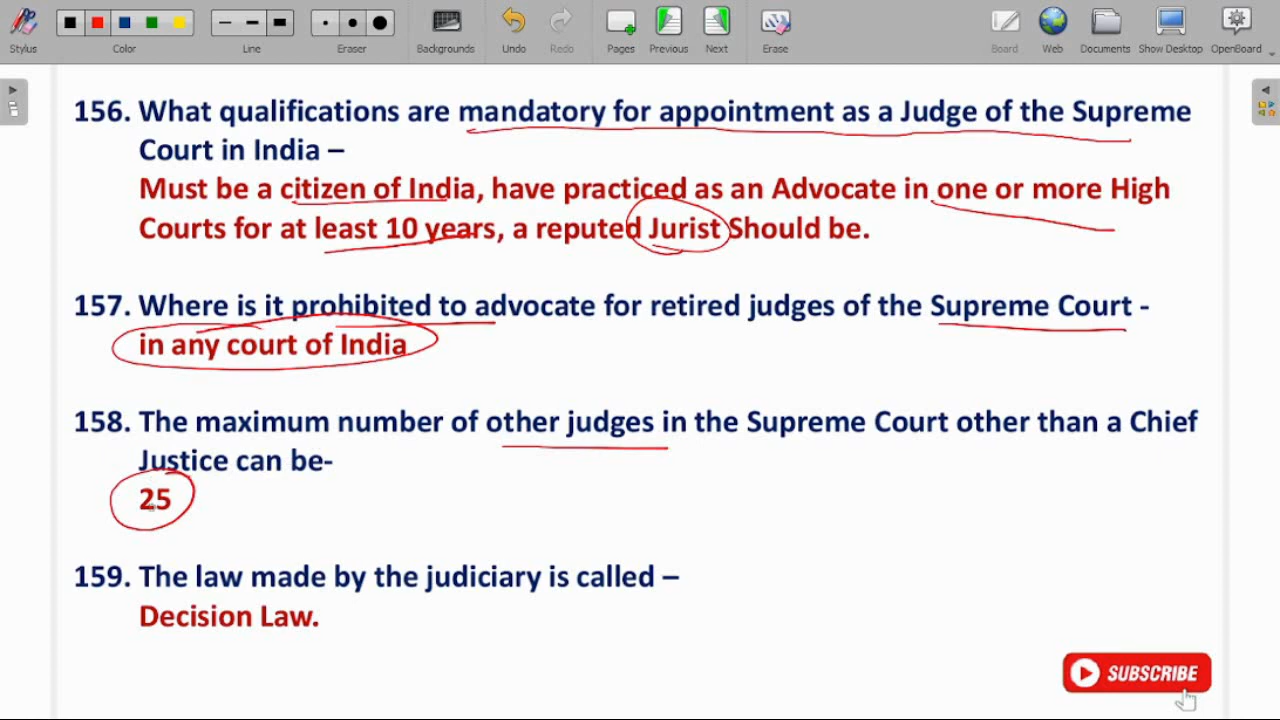 Stylus
Color
Line
Eraser
Backgrounds
Undo
Redo
Pages
Previous
Next
Erase
Board
Web
Documents
Show Desktop
OpenBoard
156. What qualifications are mandatory for appointment as a Judge of the Supreme
Court in India –
Must be a citizen of India, have practiced as an Advocate in one or more High
Courts for at least 10 years, a reputed Jurist Should be.
157. Where is it prohibited to advocate for retired judges of the Supreme Court -
in any court of India
158. The maximum number of other judges in the Supreme Court other than a Chief
Justice can be-
25
159. The law made by the judiciary is called –
Decision Law.
SUBSCRIBE